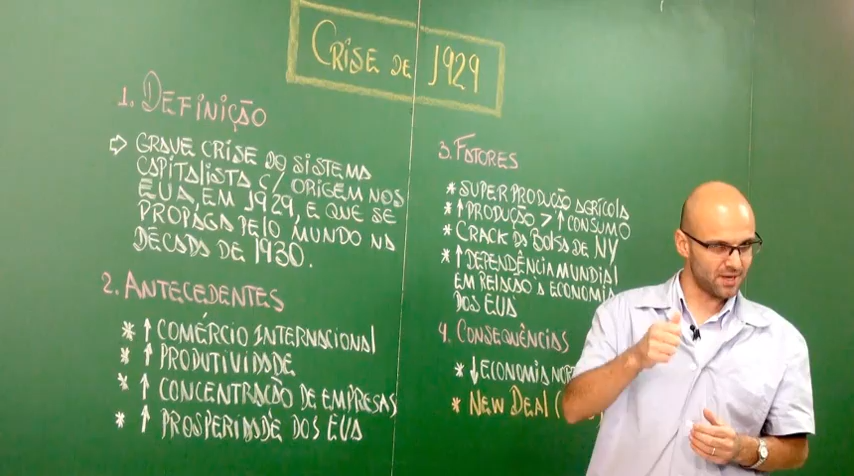 CRISE DE 1929
1. DEFINIÇÃO
⇨ GRAVE CRISE DO SISTEMA
CAPITALISTA C/ ORIGEM NOS
EUA, EM 1929, E QUE SE
PROPAGA PELO MUNDO NA
DÉCADA DE 1930.
2. ANTECEDENTES
* ↑ COMÉRCIO INTERNACIONAL
* ↑ PRODUTIVIDADE
* ↑ CONCENTRAÇÃO DE EMPRESAS
* ↑ PROSPERIDADE DOS EUA
3. FATORES
* SUPERPRODUÇÃO AGRÍCOLA
* ↑ PRODUÇÃO > ↑ CONSUMO
* CRACK DA BOLSA DE NY
* ↑ DEPENDÊNCIA MUNDIAL
EM RELAÇÃO A ECONOMIA
DOS EUA
4. CONSEQUÊNCIAS
* ↓ ECONOMIA
* NEW DEAL (